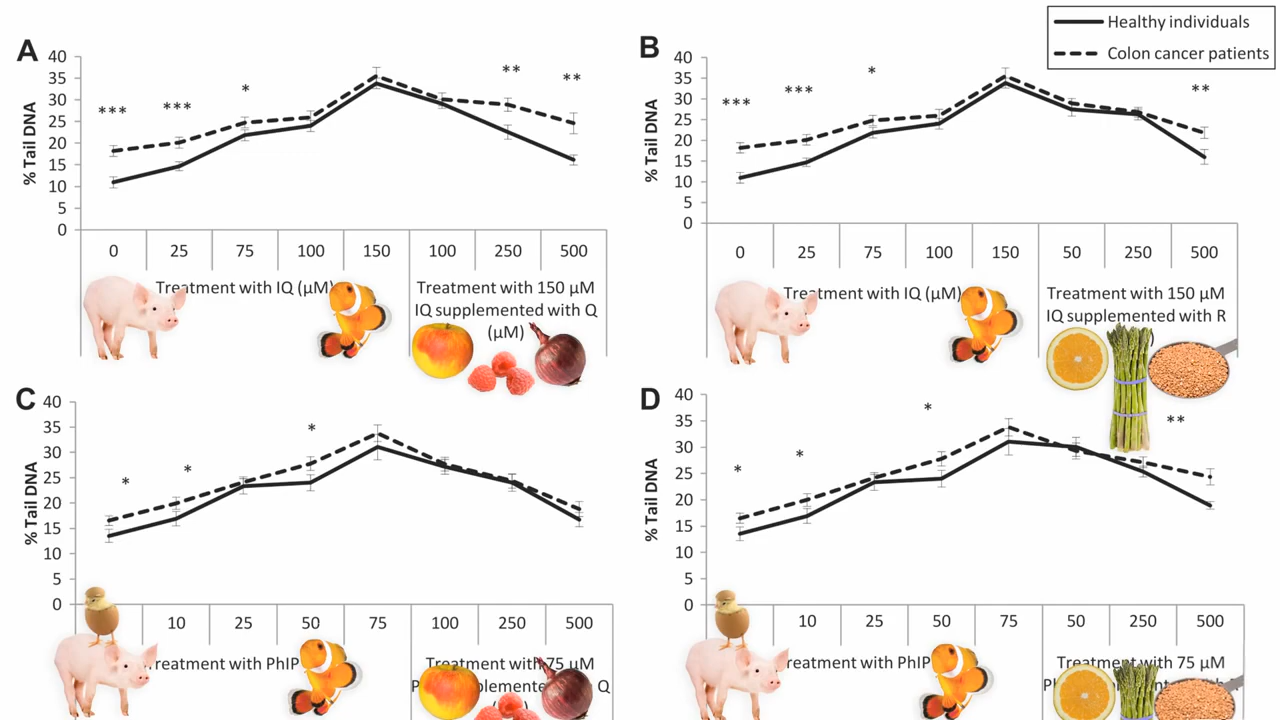 Healthy individuals
Colon cancer patients
A
40
35
30
25
20
15
10
5
0
% Tail DNA
***
***
*
**
**
0 25 75 100 150 100 250 500
Treatment with IQ (μM)
Treatment with 150 μM
IQ supplemented with Q
(μM)
B
40
35
30
25
20
15
10
5
0
% Tail DNA
***
***
*
**
0 25 75 100 150 50 250 500
Treatment with IQ (μM)
Treatment with 150 μM
IQ supplemented with R
C
40
35
30
25
20
15
10
5
0
% Tail DNA
*
*
*
10 25 50 75 100 250 500
Treatment with PhIP
Treatment with 75 μM
Q
D
40
35
30
25
20
15
10
5
0
% Tail DNA
*
*
*
**
10 25 50 75 50 250 500
Treatment with PhIP
Treatment with 75 μM